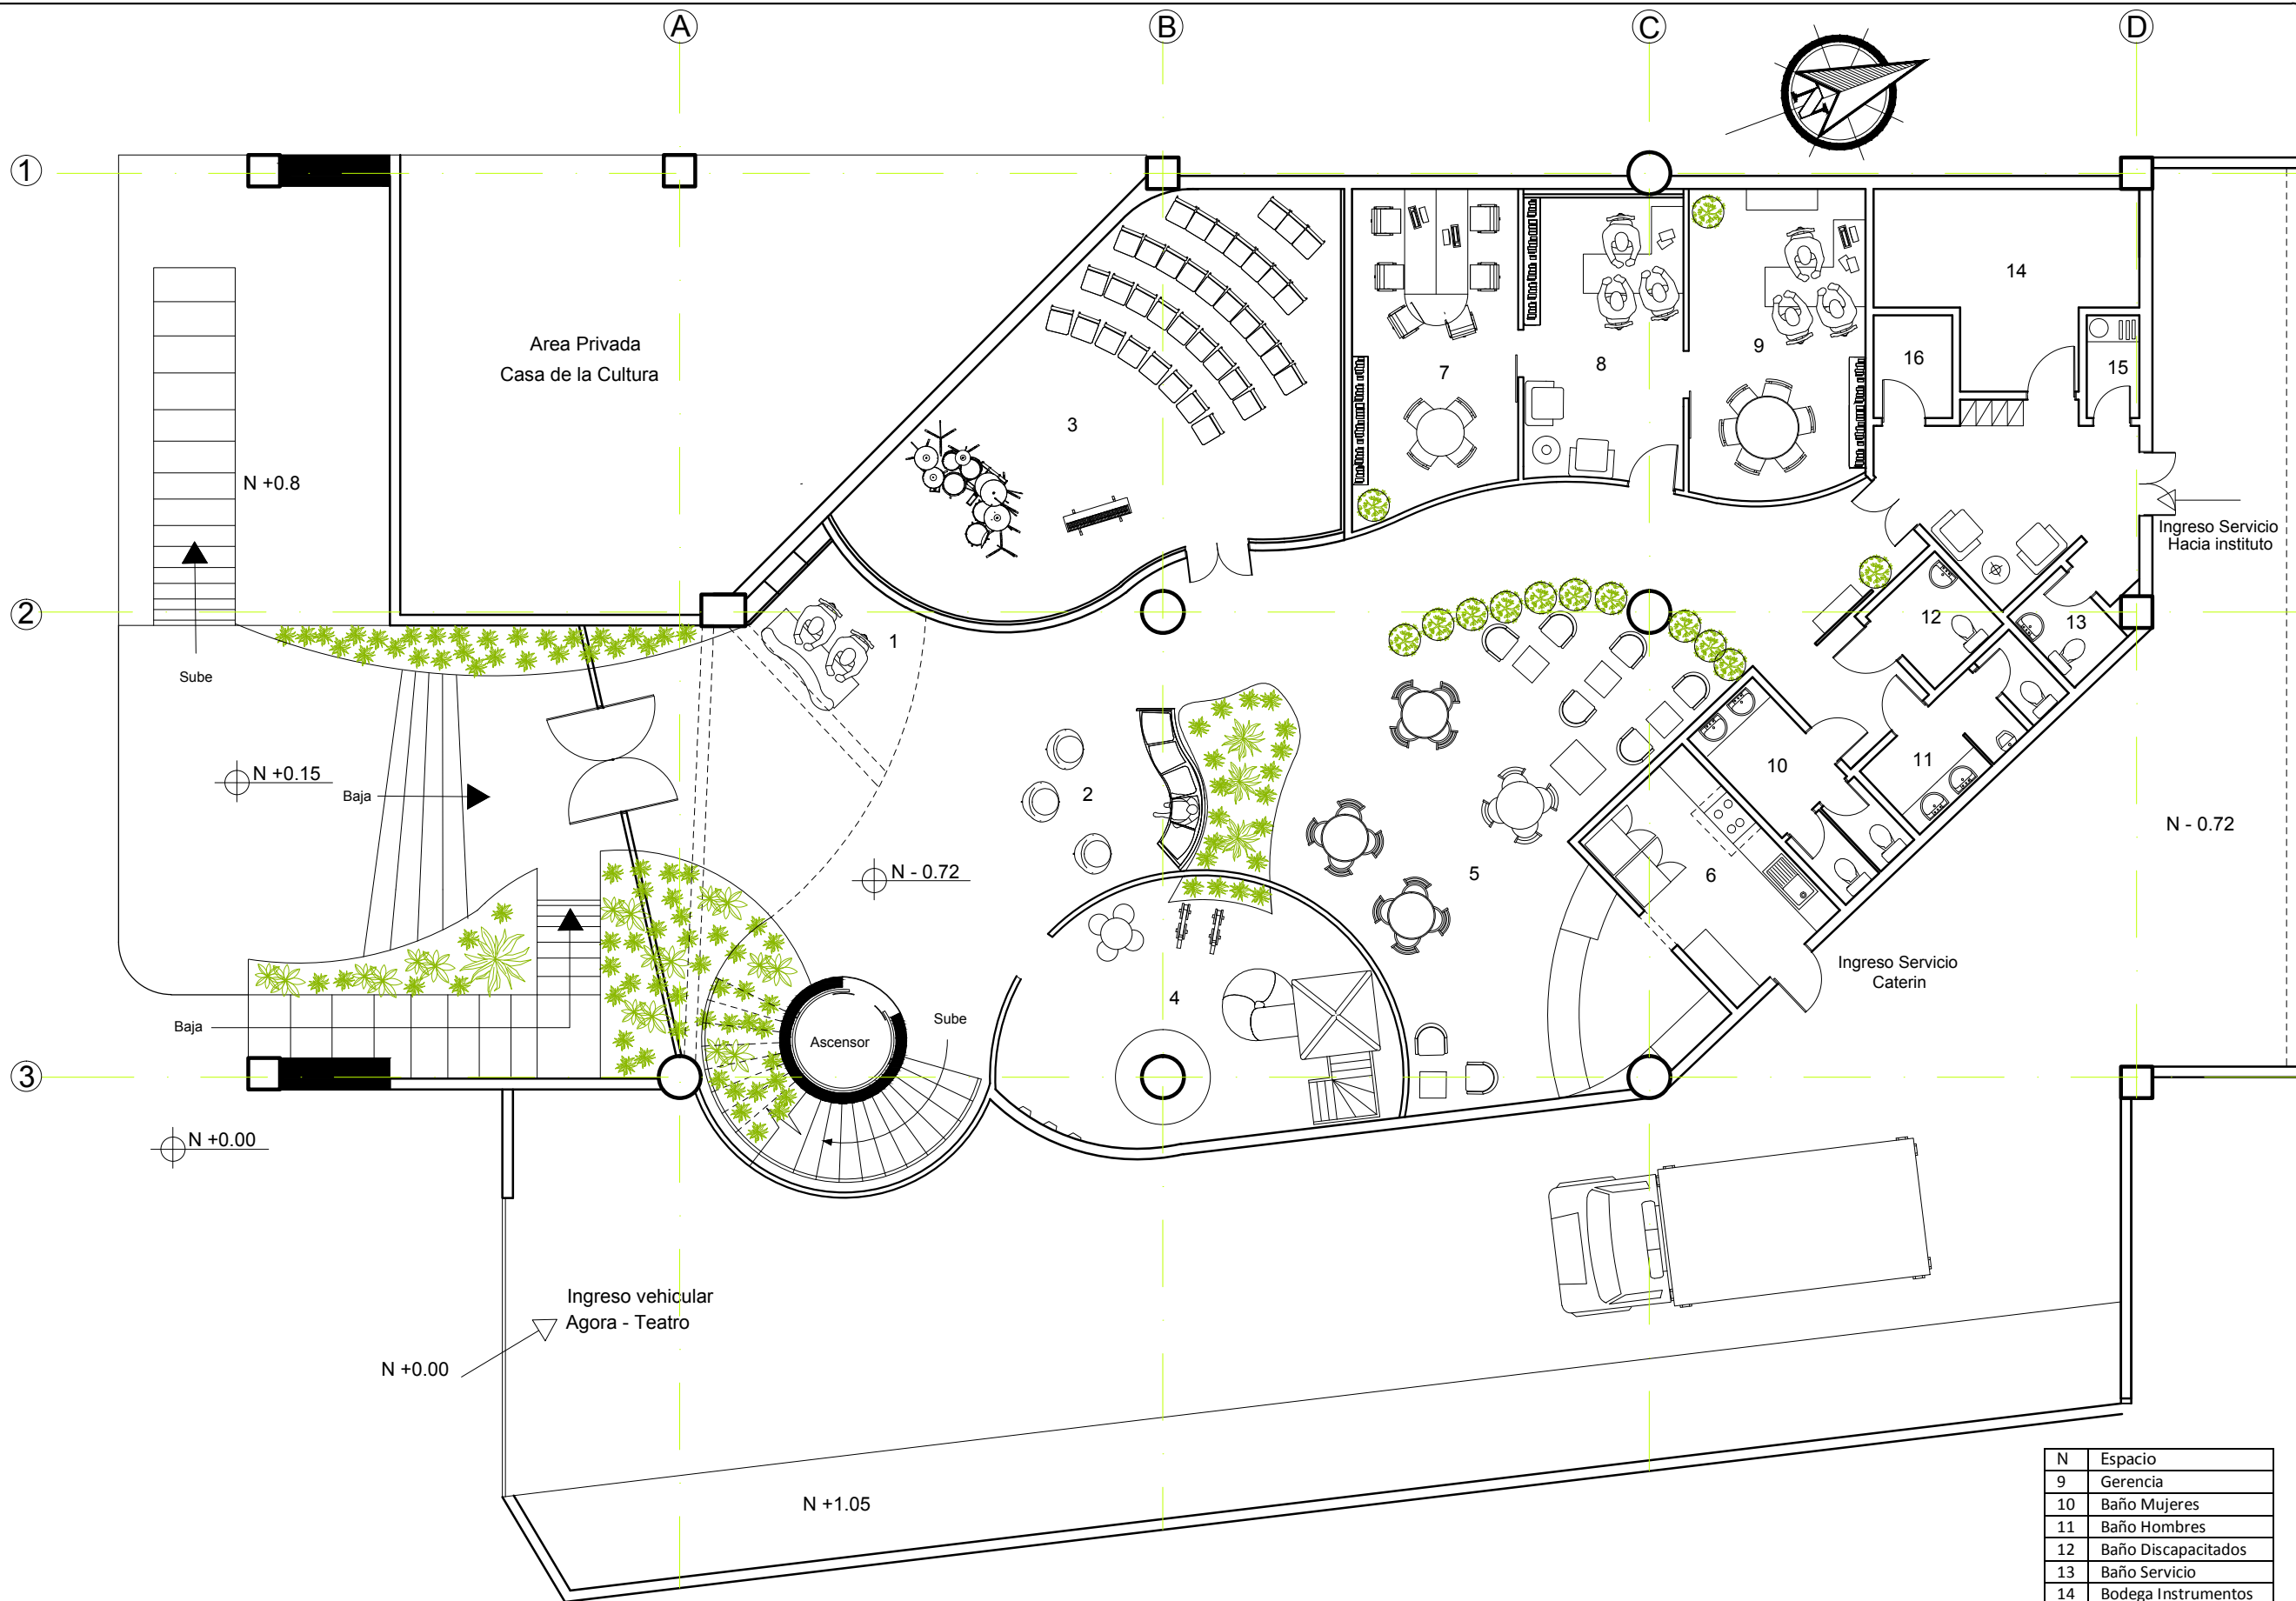 A
B
C
D
N
1
Area Privada
Casa de la Cultura
14
9
16
15
7
8
3
N +0.8
Ingreso Servicio
Hacia instituto
2
1
12
13
Sube
N +0.15
Baja
2
10
11
N - 0.72
N - 0.72
5
6
Ingreso Servicio
Caterin
4
Baja
Sube
Ascensor
3
N +0.00
Ingreso vehicular
Agora - Teatro
N +0.00
N +1.05
N Espacio
9 Gerencia
10 Baño Mujeres
11 Baño Hombres
12 Baño Discapacitados
13 Baño Servicio
14 Bodega Instrumentos